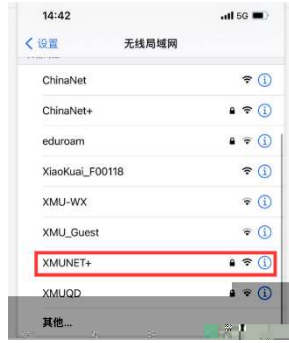 14:42
5G
设置
无线局域网
ChinaNet
ChinaNet+
eduroam
XiaoKuai_F00118
XMU-WX
XMU_Guest
XMUNET+
XMUQD
其他...